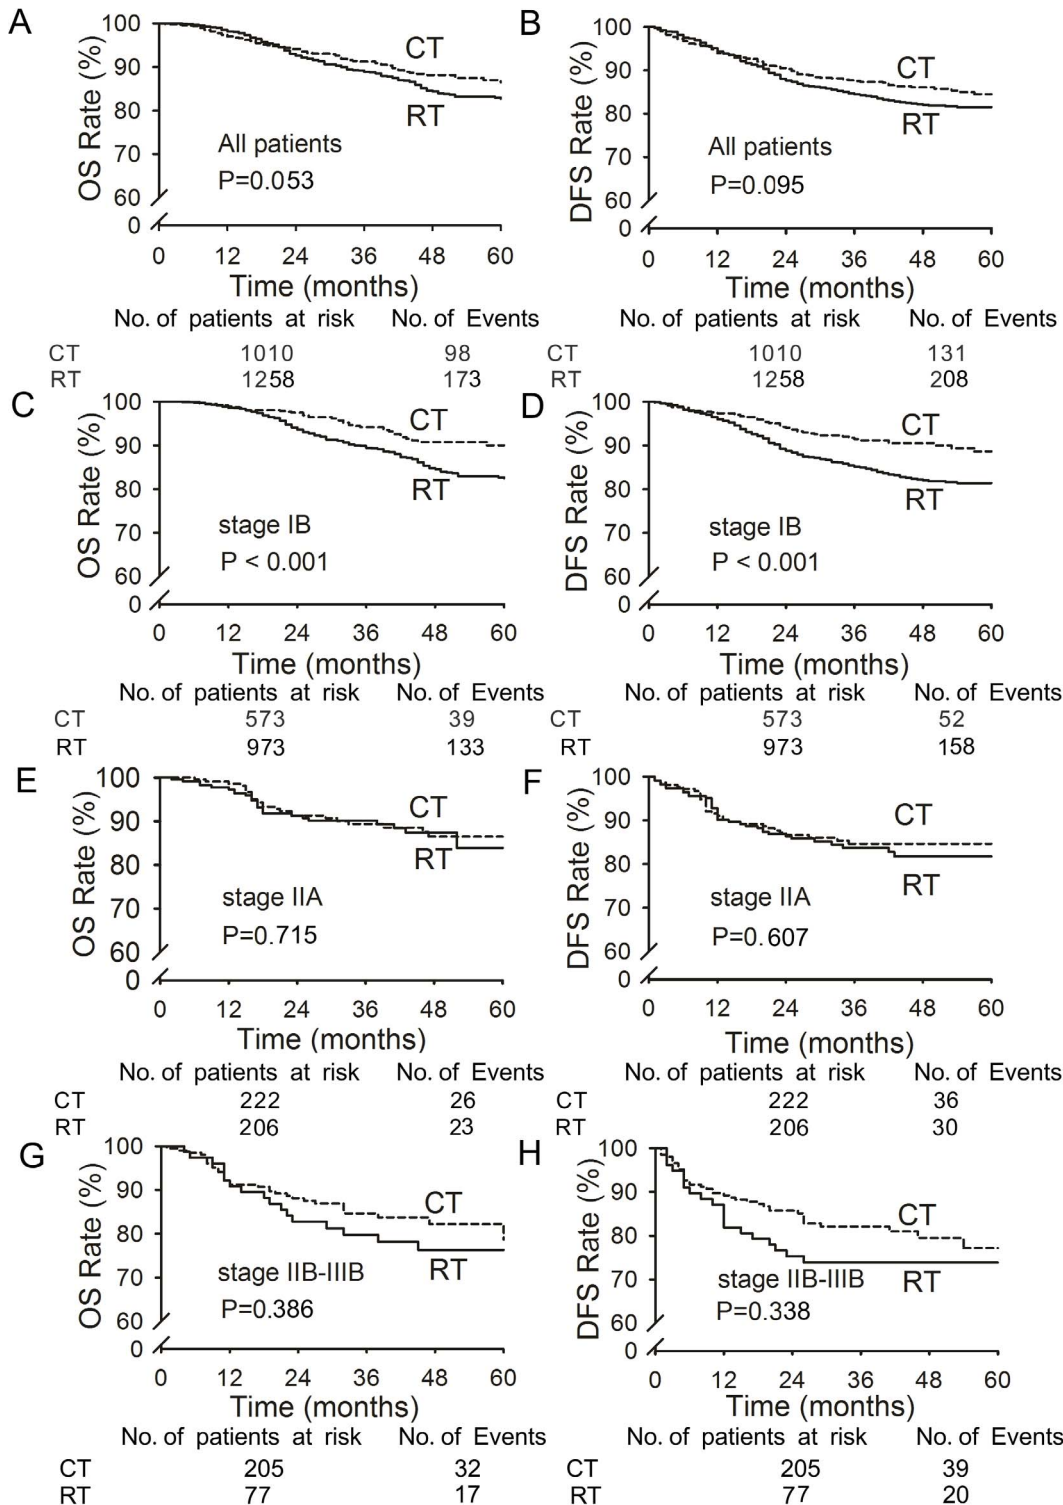 A
OS Rate (%)
100
90
80
70
60
0
CT
RT
All patients
P=0.053
0 12 24 36 48 60
Time (months)
No. of patients at risk No. of Events
CT 1010 98
RT 1258 173
B
DFS Rate (%)
100
90
80
70
60
0
CT
RT
All patients
P=0.095
0 12 24 36 48 60
Time (months)
No. of patients at risk No. of Events
CT 1010 131
RT 1258 208
C
OS Rate (%)
100
90
80
70
60
0
CT
RT
stage IB
P < 0.001
0 12 24 36 48 60
Time (months)
No. of patients at risk No. of Events
CT 573 39
RT 973 133
D
DFS Rate (%)
100
90
80
70
60
0
CT
RT
stage IB
P < 0.001
0 12 24 36 48 60
Time (months)
No. of patients at risk No. of Events
CT 573 52
RT 973 158
E
OS Rate (%)
100
90
80
70
60
0
CT
RT
stage IIA
P=0.715
0 12 24 36 48 60
Time (months)
No. of patients at risk No. of Events
CT 222 26
RT 206 23
F
DFS Rate (%)
100
90
80
70
60
0
CT
RT
stage IIA
P=0.607
0 12 24 36 48 60
Time (months)
No. of patients at risk No. of Events
CT 222 36
RT 206 30
G
OS Rate (%)
100
90
80
70
60
0
CT
RT
stage IIB-IIIB
P=0.386
0 12 24 36 48 60
Time (months)
No. of patients at risk No. of Events
CT 205 32
RT 77 17
H
DFS Rate (%)
100
90
80
70
60
0
CT
RT
stage IIB-IIIB
P=0.338
0 12 24 36 48 60
Time (months)
No. of patients at risk No. of Events
CT 205 39
RT 77 20